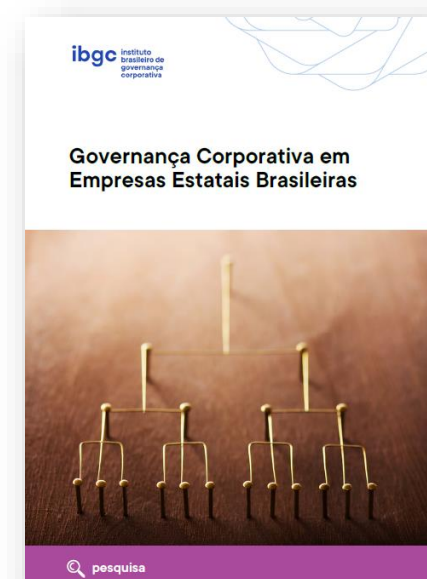 ibgc instituto
brasileiro de
governança
corporativa
Governança Corporativa em
Empresas Estatais Brasileiras
pesquisa